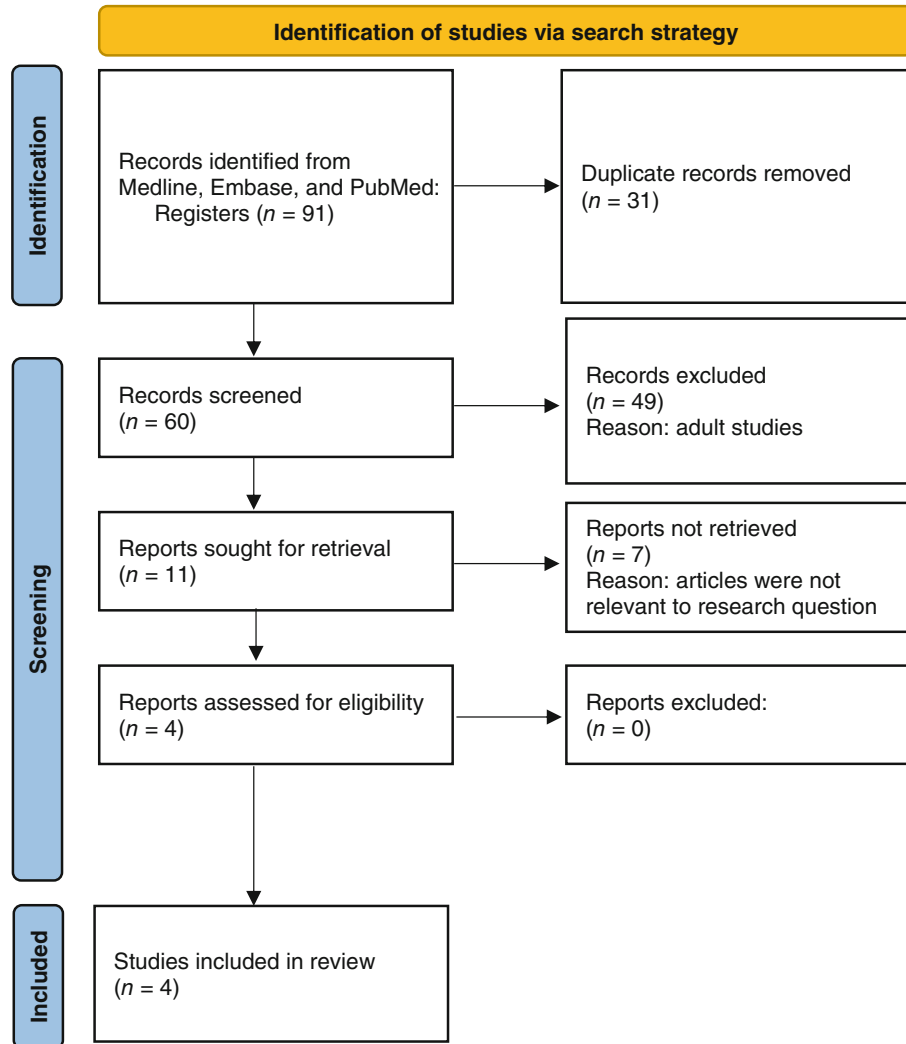 Identification of studies via search strategy
Identification
Records identified from
Medline, Embase, and PubMed:
Registers (n = 91)
Duplicate records removed
(n = 31)
Screening
Records screened
(n = 60)
Records excluded
(n = 49)
Reason: adult studies
Reports sought for retrieval
(n = 11)
Reports not retrieved
(n = 7)
Reason: articles were not
relevant to research question
Reports assessed for eligibility
(n = 4)
Reports excluded:
(n = 0)
Included
Studies included in review
(n = 4)